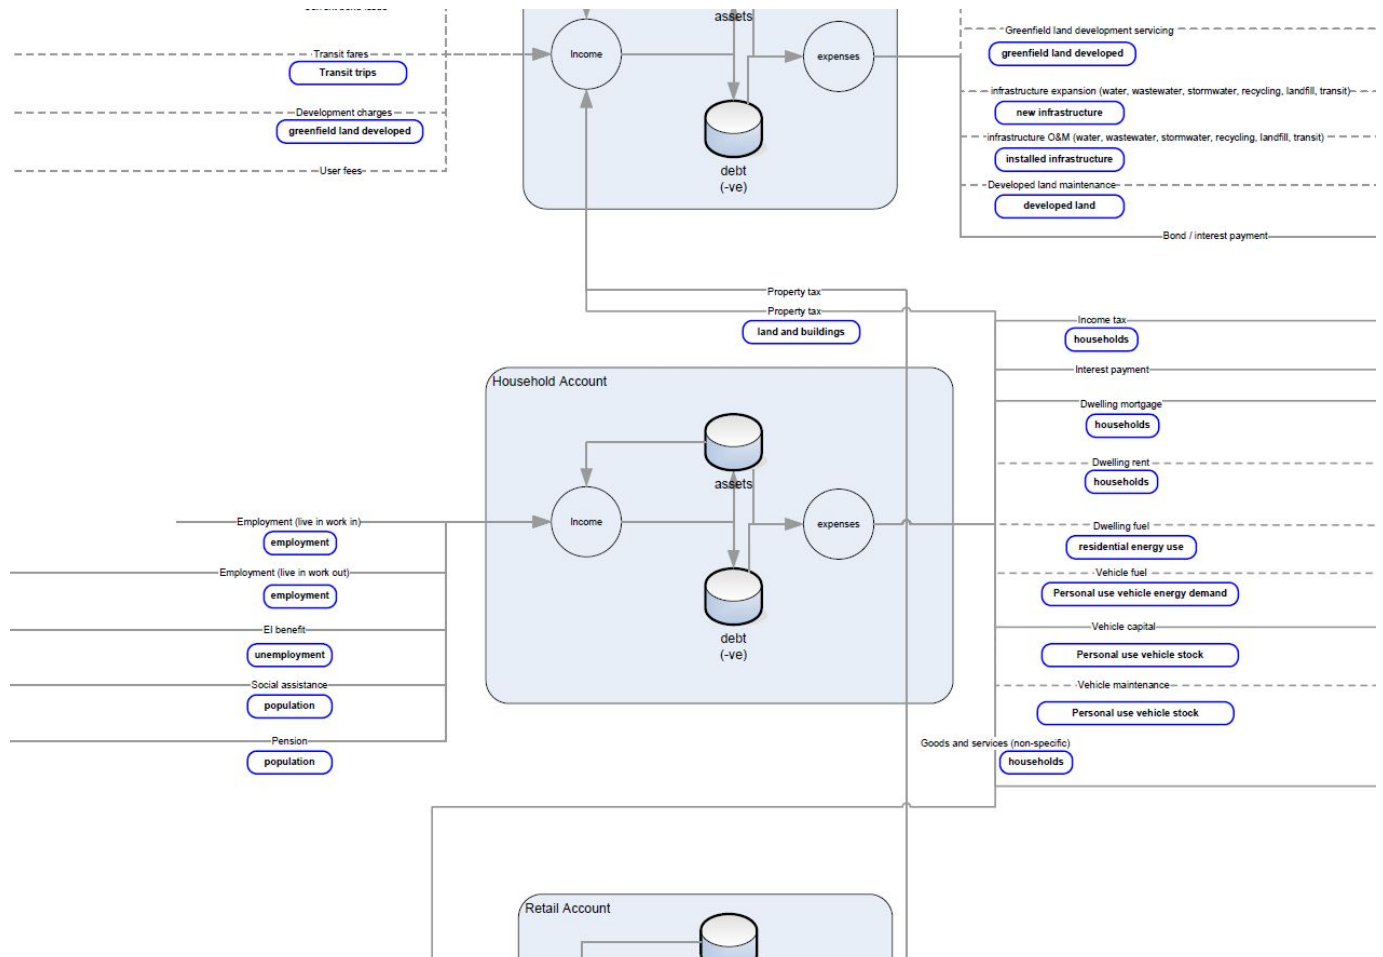 assets
Income
expenses
debt
(-ve)
Transit fares
Transit trips
Development charges
greenfield land developed
User fees
Greenfield land development servicing
greenfield land developed
infrastructure expansion (water, wastewater, stormwater, recycling, landfill, transit)
new infrastructure
infrastructure O&M (water, wastewater, stormwater, recycling, landfill, transit)
installed infrastructure
Developed land maintenance
developed land
Bond / interest payment
Property tax
Property tax
land and buildings
Household Account
assets
Income
expenses
debt
(-ve)
Employment (live in work in)
employment
Employment (live in work out)
employment
EI benefit
unemployment
Social assistance
population
Pension
population
Income tax
households
Interest payment
Dwelling mortgage
households
Dwelling rent
households
Dwelling fuel
residential energy use
Vehicle fuel
Personal use vehicle energy demand
Vehicle capital
Personal use vehicle stock
Vehicle maintenance
Personal use vehicle stock
Goods and services (non-specific)
households
Retail Account